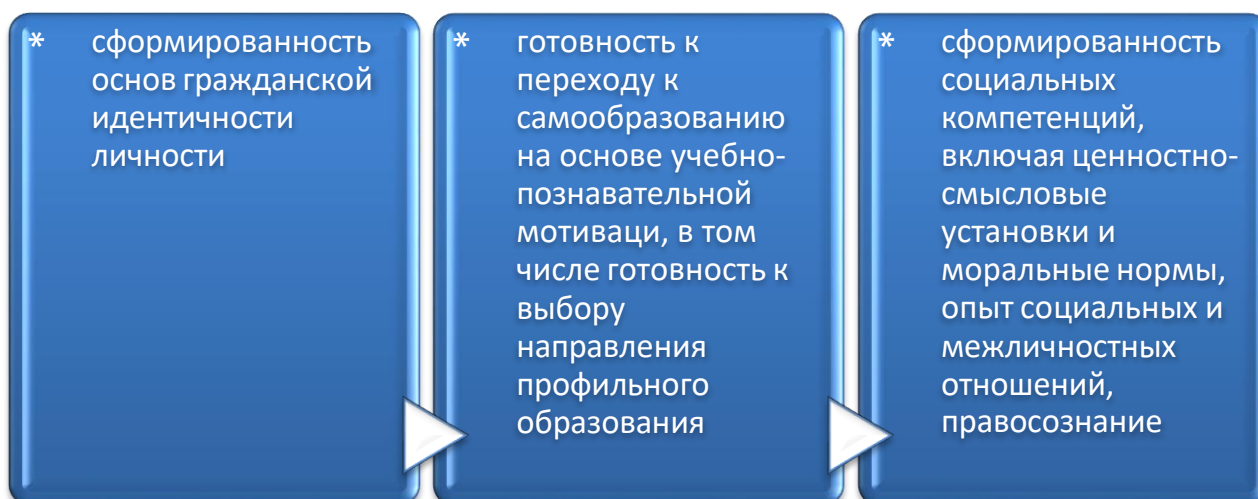 * сформированность
основ гражданской
идентичности
личности
* готовность к
переходу к
самообразованию
на основе учебно-
познавательной
мотиваци, в том
числе готовность к
выбору
направления
профильного
образования
* сформированность
социальных
компетенций,
включая ценностно-
смысловые
установки и
моральные нормы,
опыт социальных и
межличностных
отношений,
правосознание